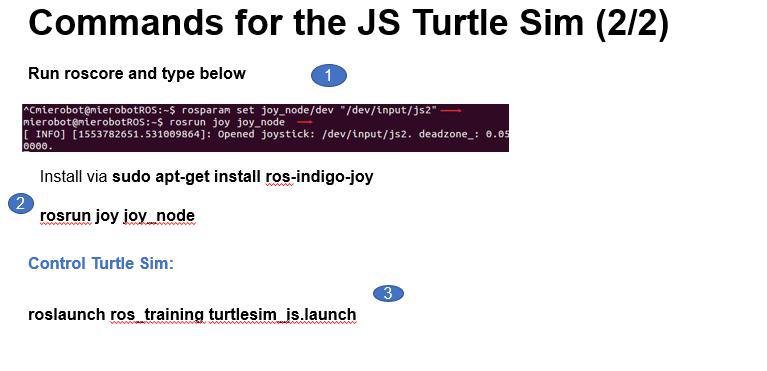 Commands for the JS Turtle Sim (2/2)
Run roscore and type below
1
^Cmierobot@mierobotROS:~$ rosparam set joy_node/dev "/dev/input/js2"
mierobot@mierobotROS:~$ rosrun joy joy_node
[ INFO] [1553782651.531009864]: Opened joystick: /dev/input/js2. deadzone_: 0.05
0000.
Install via sudo apt-get install ros-indigo-joy
2
rosrun joy joy_node
Control Turtle Sim:
3
roslaunch ros_training turtlesim_js.launch